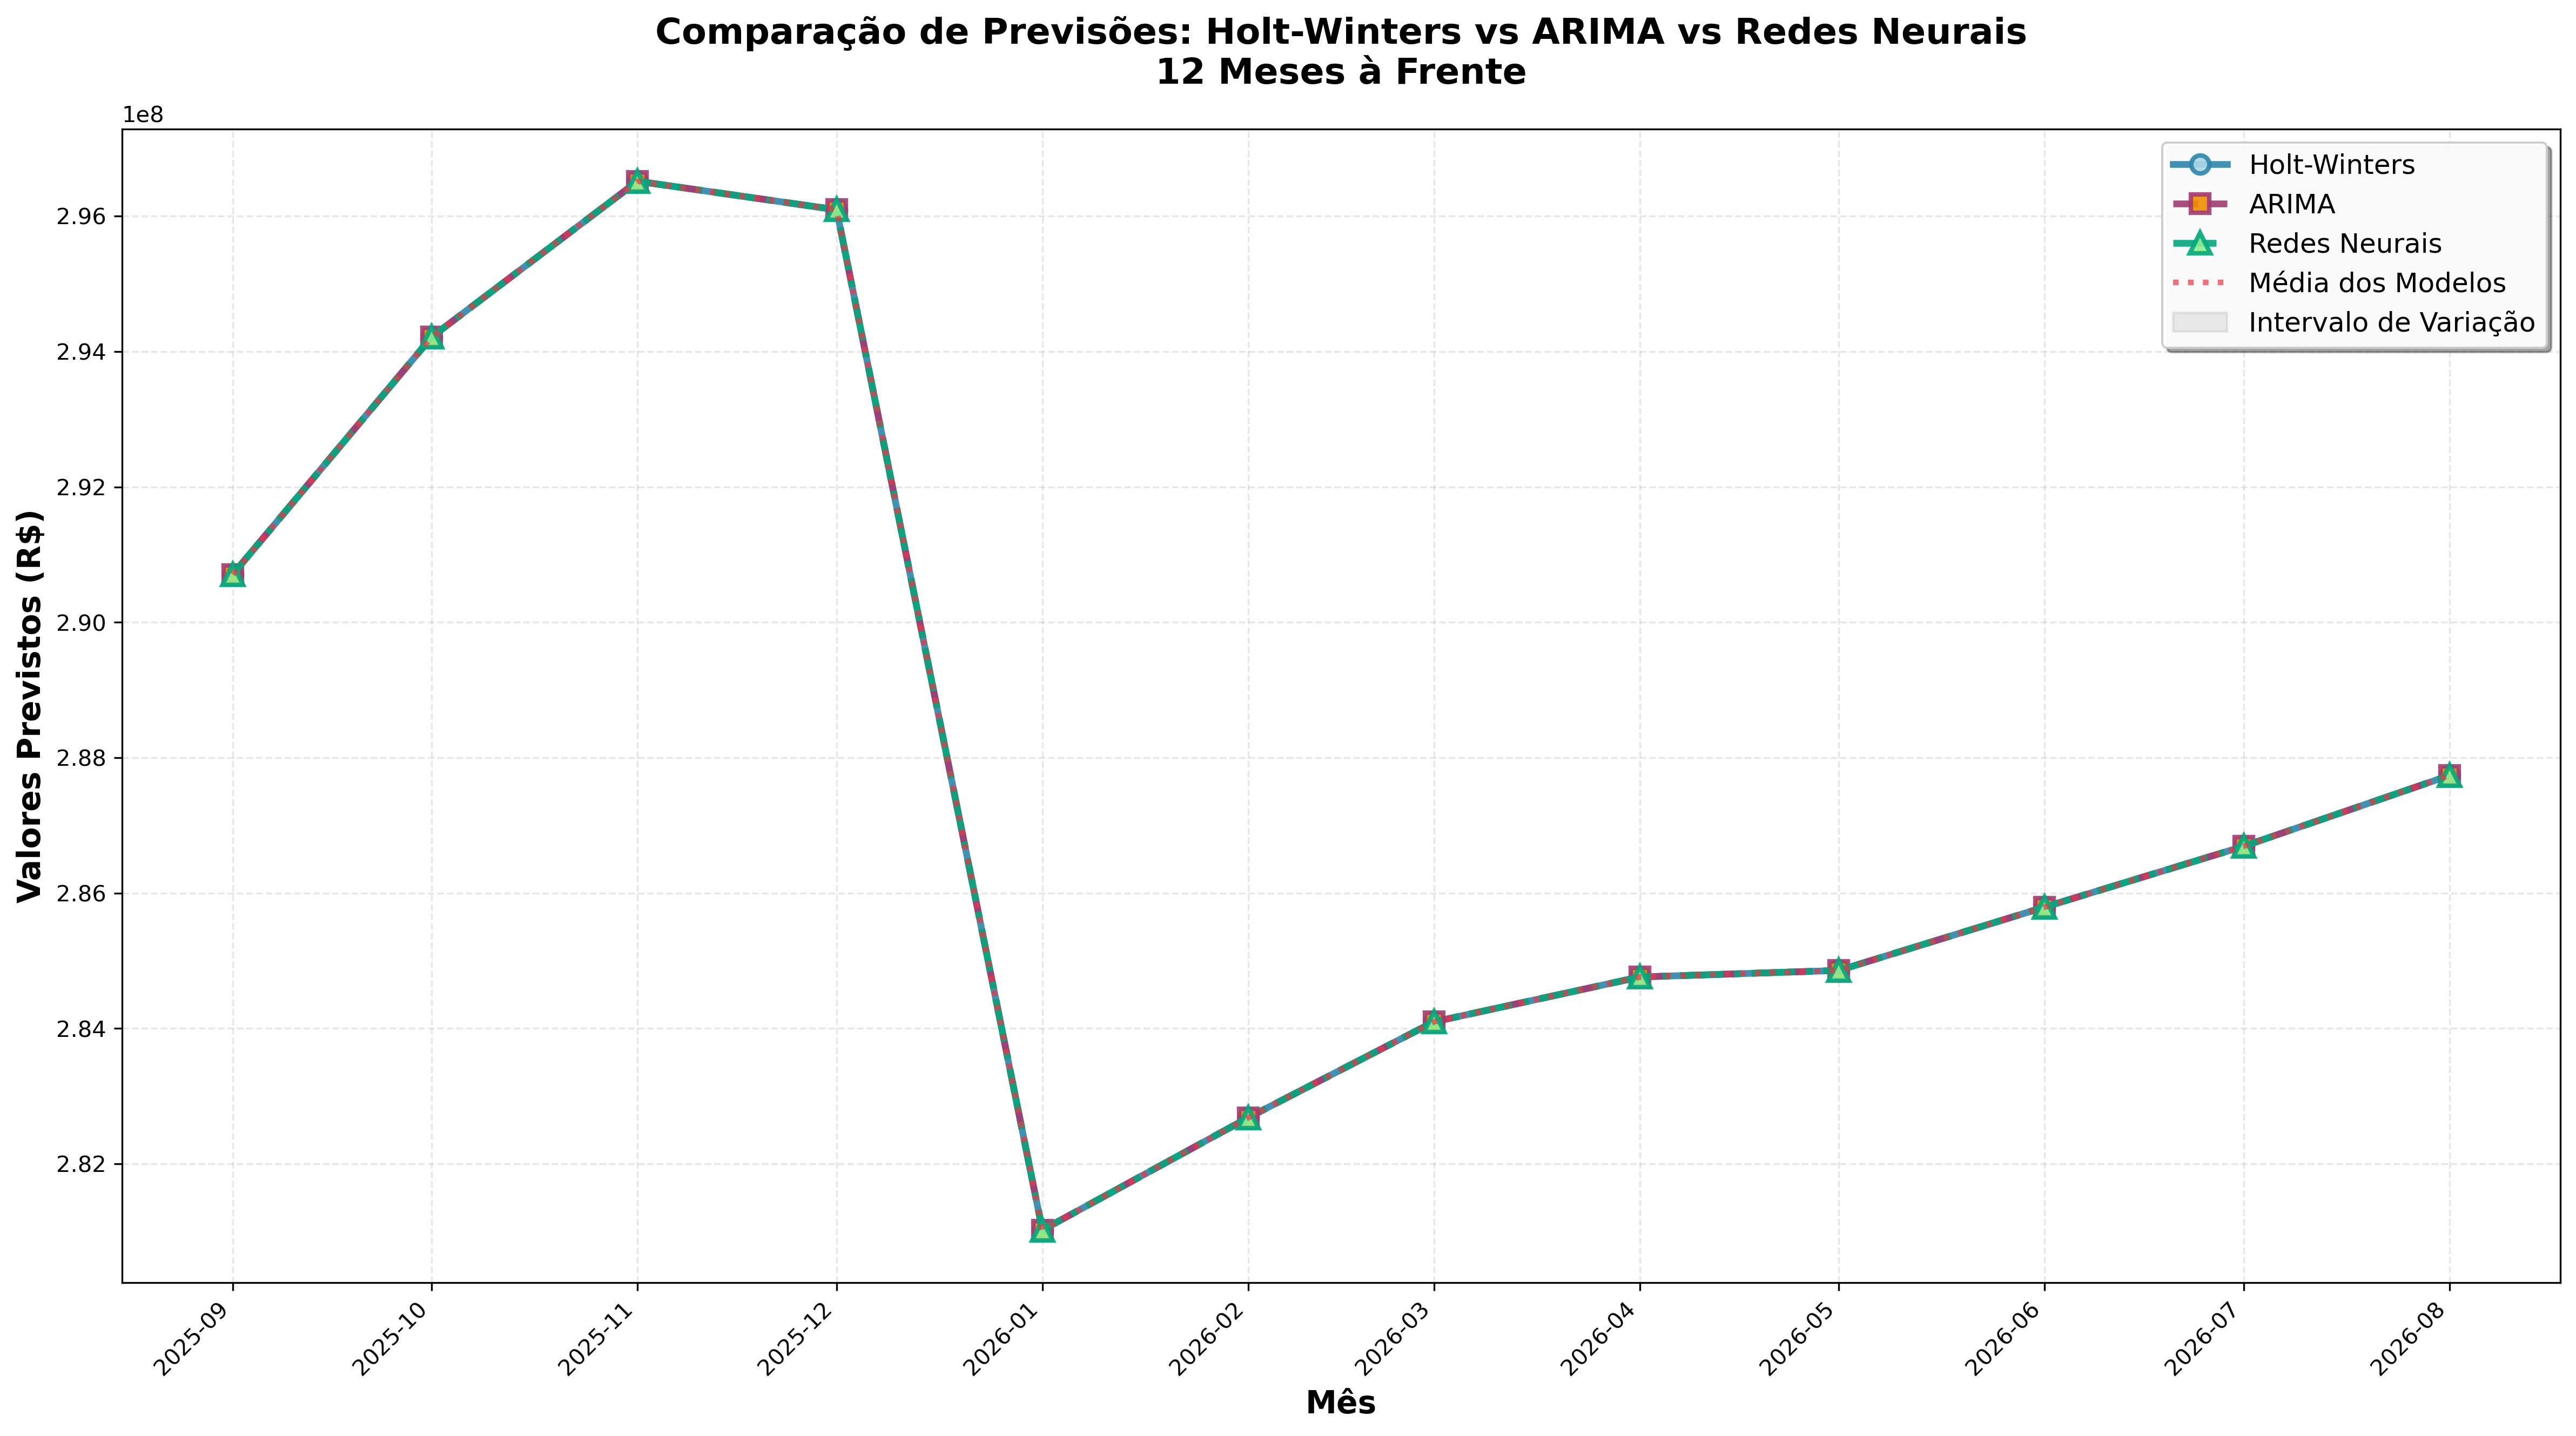 Comparação de Previsões: Holt-Winters vs ARIMA vs Redes Neurais
12 Meses à Frente
1e8
Holt-Winters
ARIMA
Redes Neurais
Média dos Modelos
Intervalo de Variação
Valores Previstos (R$)
2.96
2.94
2.92
2.90
2.88
2.86
2.84
2.82
2025-09
2025-10
2025-11
2025-12
2026-01
2026-02
2026-03
2026-04
2026-05
2026-06
2026-07
2026-08
Mês